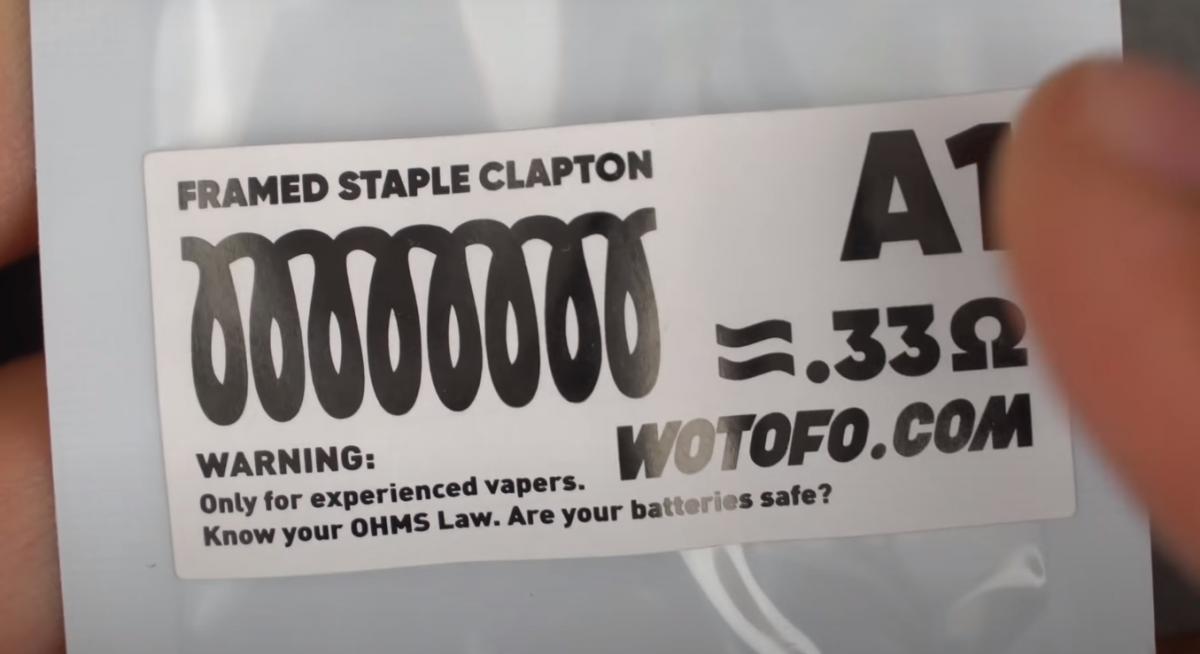 FRAMED STAPLE CLAPTON
A1
≈.33Ω
WOTOFO.COM
WARNING:
Only for experienced vapers.
Know your OHMS Law. Are your batteries safe?